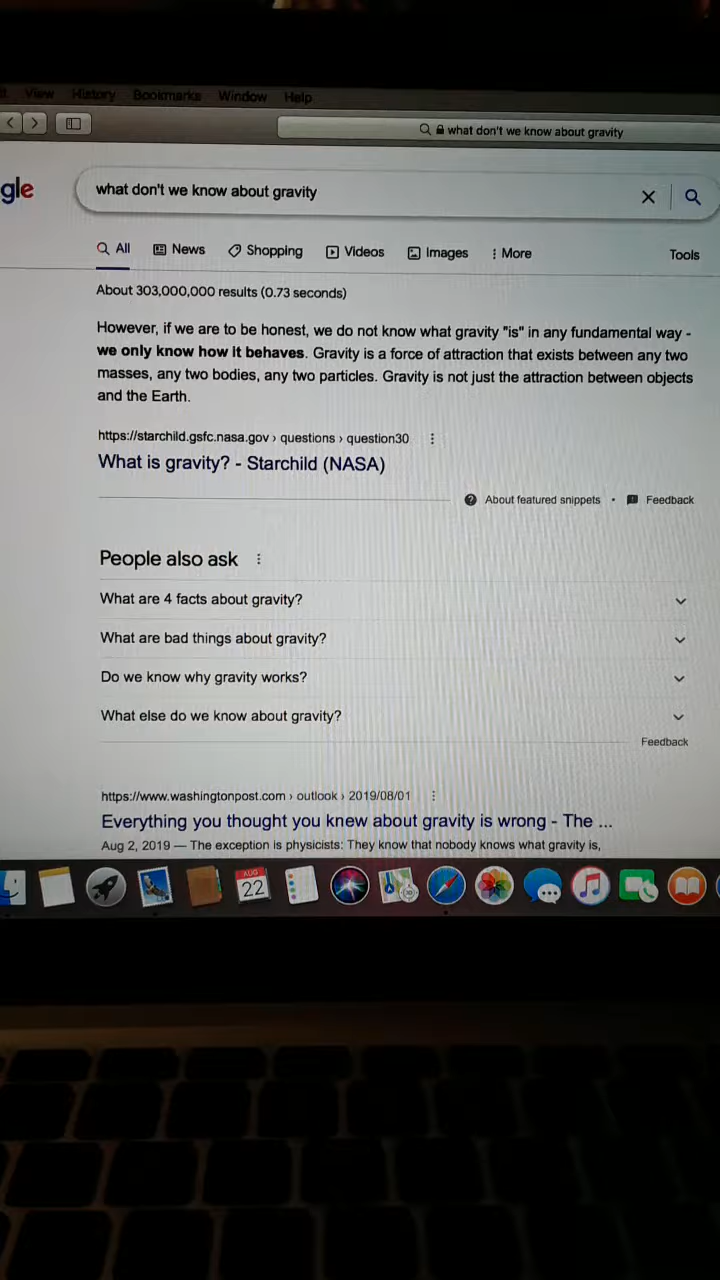 View History Bookmarks Window Help
what don't we know about gravity
gle
what don't we know about gravity
All News Shopping Videos Images More Tools
About 303,000,000 results (0.73 seconds)
However, if we are to be honest, we do not know what gravity "is" in any fundamental way -
we only know how it behaves. Gravity is a force of attraction that exists between any two
masses, any two bodies, any two particles. Gravity is not just the attraction between objects
and the Earth.
https://starchild.gsfc.nasa.gov › questions › question30
What is gravity? - Starchild (NASA)
About featured snippets • Feedback
People also ask
What are 4 facts about gravity?
What are bad things about gravity?
Do we know why gravity works?
What else do we know about gravity?
Feedback
https://www.washingtonpost.com › outlook › 2019/08/01
Everything you thought you knew about gravity is wrong - The ...
Aug 2, 2019 — The exception is physicists: They know that nobody knows what gravity is,
AUG
22